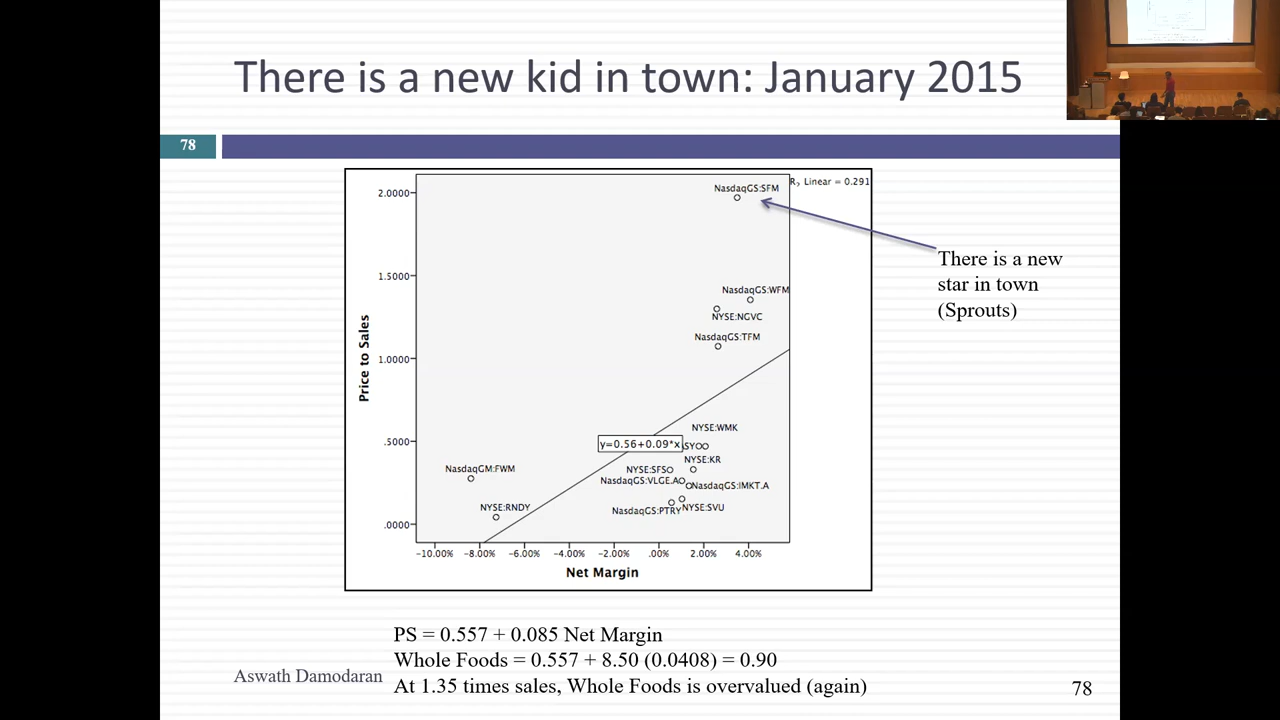 There is a new kid in town: January 2015
78
NasdaqGS:SFM
R, Linear = 0.291
2.0000
There is a new
star in town
(Sprouts)
1.5000
NasdaqGS:WFM
NYSE:NGVC
NasdaqGS:TFM
1.0000
Price to Sales
NYSE:WMK
.5000
y=0.56+0.09*x
SYO
NYSE:KR
NasdaqGM:FWM
NYSE:SFS
NasdaqGS:VLGE.A
NasdaqGS:IMKT.A
NYSE:RNDY
NasdaqGS:PTRY
NYSE:SVU
.0000
-10.00% -8.00% -6.00% -4.00% -2.00% .00% 2.00% 4.00%
Net Margin
PS = 0.557 + 0.085 Net Margin
Whole Foods = 0.557 + 8.50 (0.0408) = 0.90
Aswath Damodaran
At 1.35 times sales, Whole Foods is overvalued (again)
78